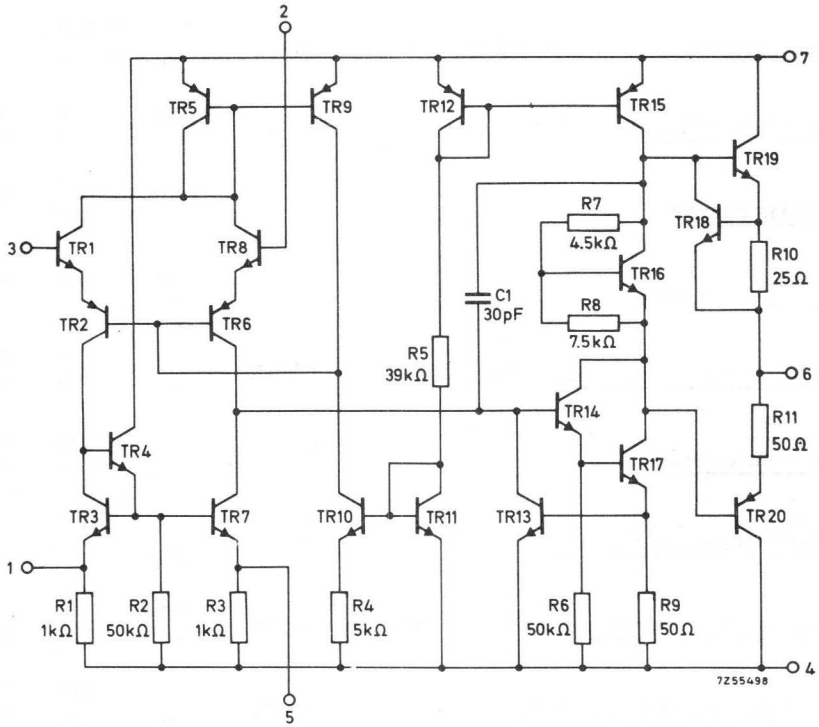 2
7
TR5
TR9
TR12
TR15
TR19
R7
4.5kΩ
TR18
3
TR1
TR8
TR16
R10
25Ω
C1
30pF
R8
7.5kΩ
TR2
TR6
R5
39kΩ
6
TR14
R11
50Ω
TR4
TR17
TR3
TR7
TR10
TR11
TR13
TR20
1
R1
1kΩ
R2
50kΩ
R3
1kΩ
R4
5kΩ
R6
50kΩ
R9
50Ω
4
7Z55498
5